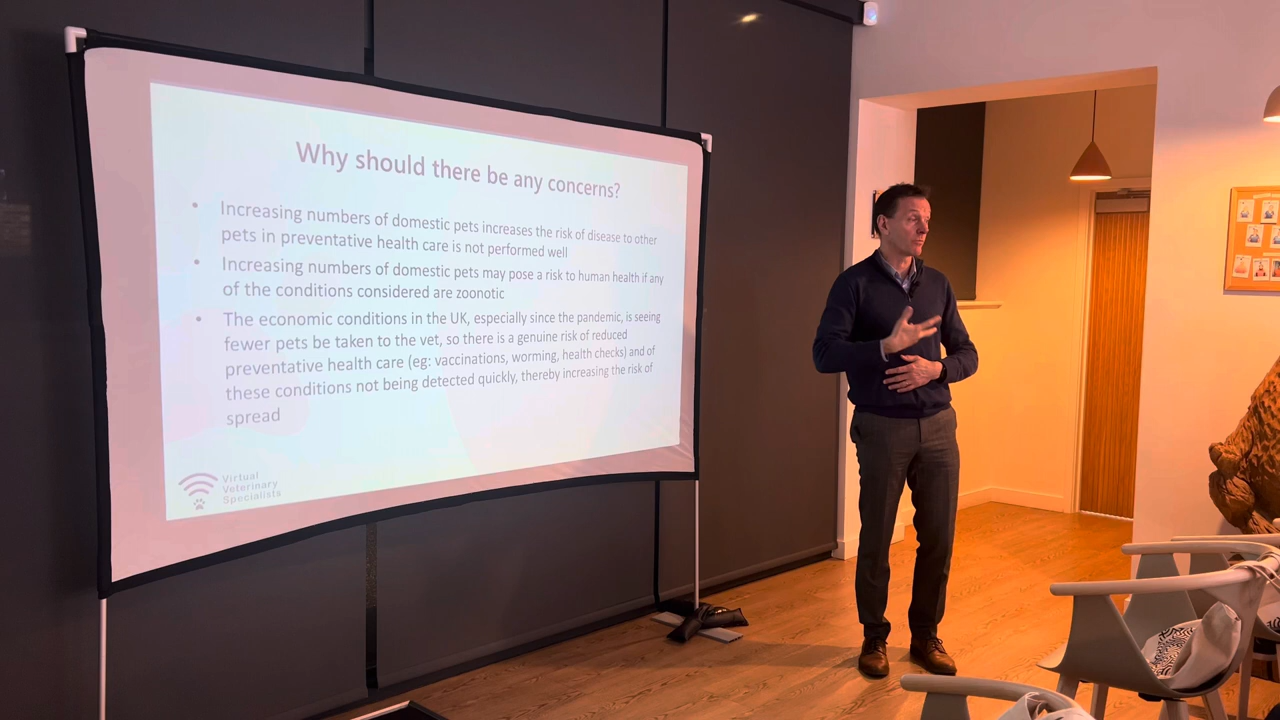 Why should there be any concerns?
• Increasing numbers of domestic pets increases the risk of disease to other
pets in preventative health care is not performed well
• Increasing numbers of domestic pets may pose a risk to human health if any
of the conditions considered are zoonotic
• The economic conditions in the UK, especially since the pandemic, is seeing
fewer pets be taken to the vet, so there is a genuine risk of reduced
preventative health care (eg: vaccinations, worming, health checks) and of
these conditions not being detected quickly, thereby increasing the risk of
spread
Virtual
Veterinary
Specialists